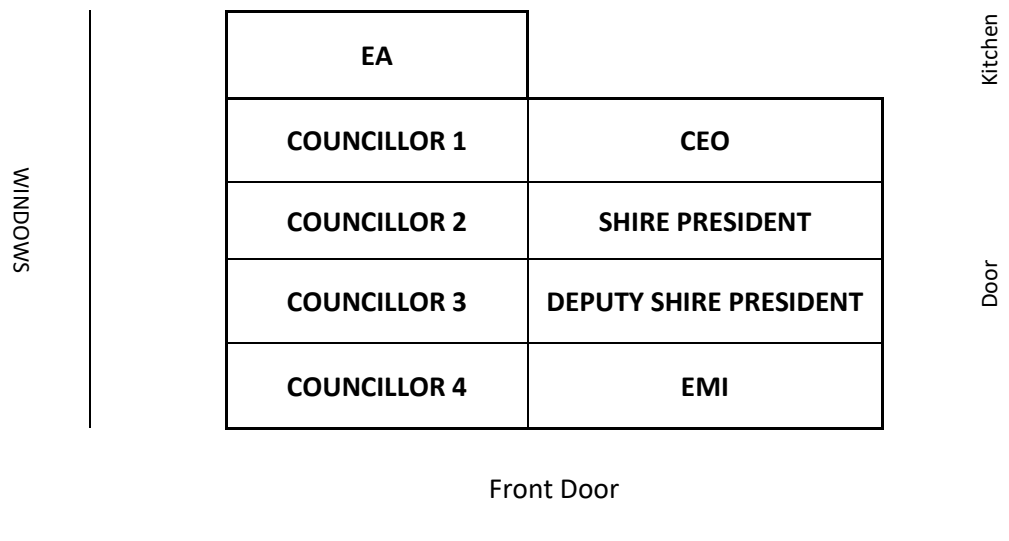 WINDOWS
EA
Kitchen
COUNCILLOR 1
CEO
COUNCILLOR 2
SHIRE PRESIDENT
COUNCILLOR 3
DEPUTY SHIRE PRESIDENT
Door
COUNCILLOR 4
EMI
Front Door